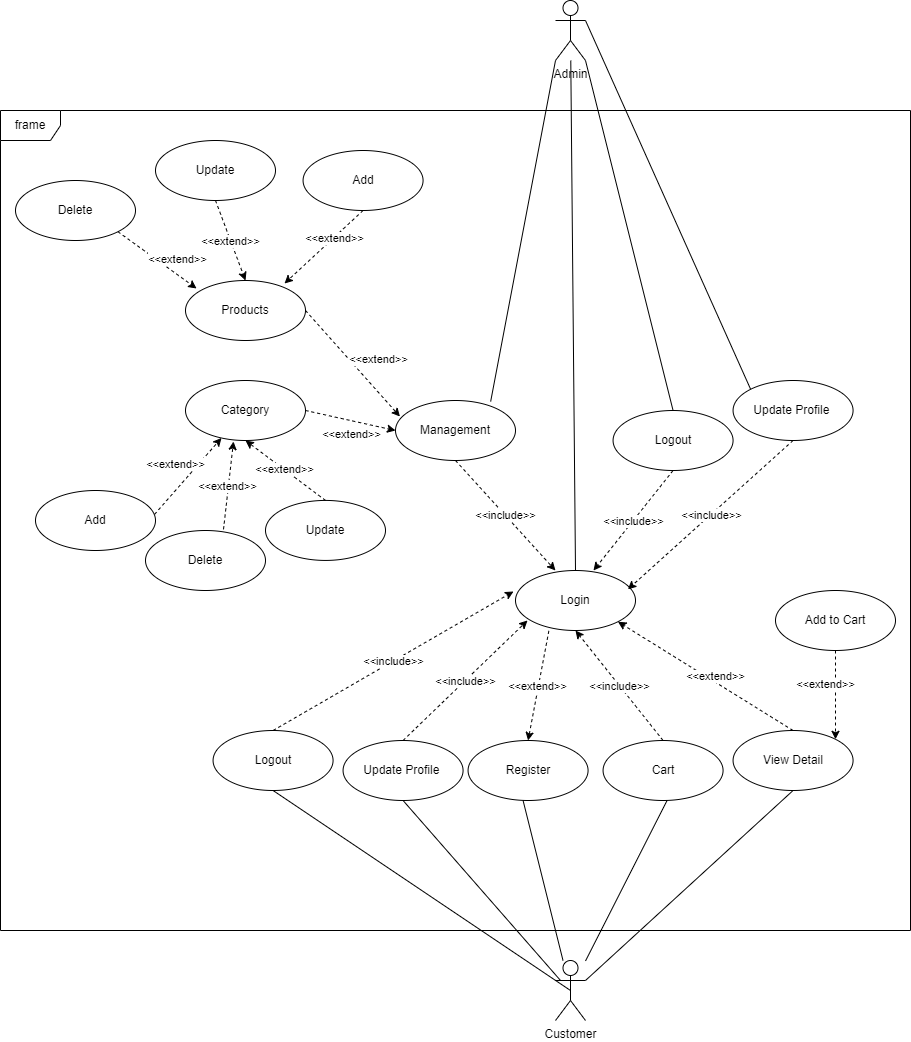 Admin
frame
Update
Add
Delete
<<extend>>
<<extend>>
<<extend>>
Products
<<extend>>
Category
Update Profile
Management
<<extend>>
Logout
<<extend>>
<<extend>>
<<extend>>
<<include>>
<<include>>
<<include>>
Add
Update
Delete
Login
Add to Cart
<<include>>
<<extend>>
<<include>>
<<extend>>
<<include>>
<<extend>>
Logout
Update Profile
Register
Cart
View Detail
Customer